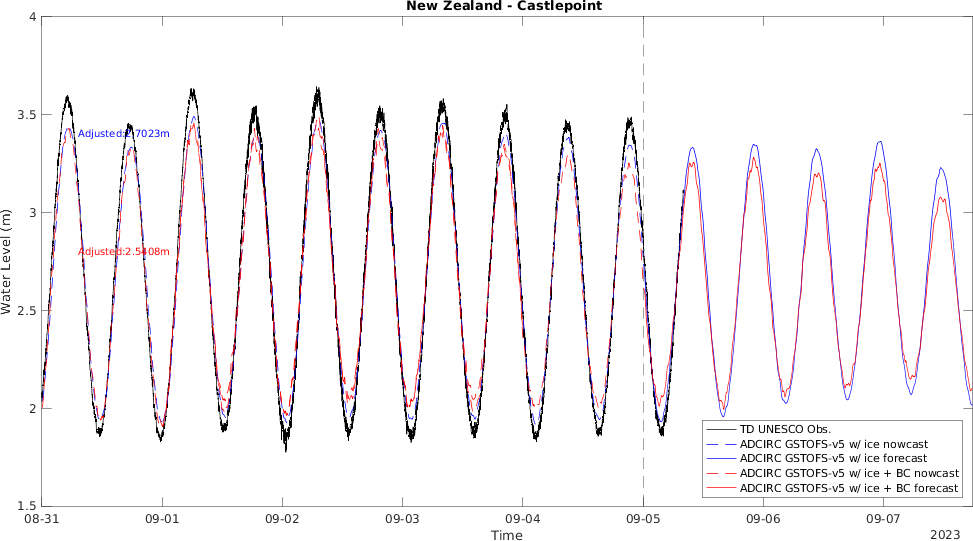 New Zealand - Castlepoint
Water Level (m)
4
3.5
3
2.5
2
1.5
Adjusted:2.7023m
Adjusted:2.5408m
TD UNESCO Obs.
ADCIRC GSTOFS-v5 w/ ice nowcast
ADCIRC GSTOFS-v5 w/ ice forecast
ADCIRC GSTOFS-v5 w/ ice + BC nowcast
ADCIRC GSTOFS-v5 w/ ice + BC forecast
08-31 09-01 09-02 09-03 09-04 09-05 09-06 09-07
Time
2023